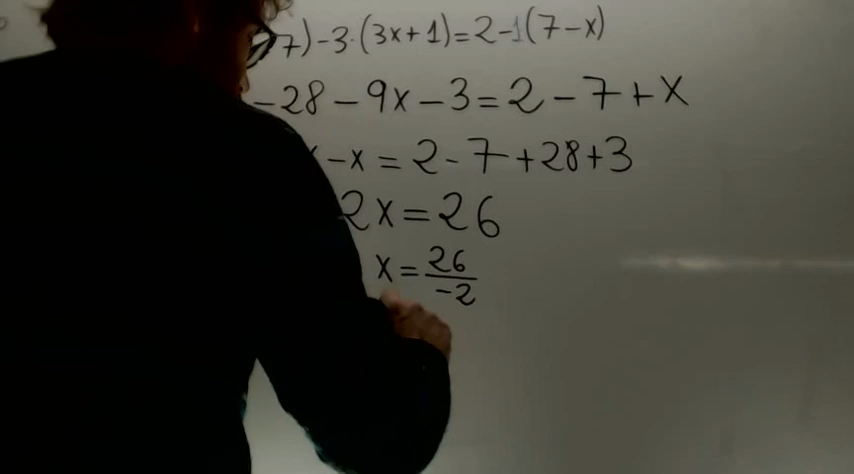 7)-3·(3x+1)=2-1(7-x)
-28-9x-3=2-7+x
-x=2-7+28+3
2x=26
x=26/-2